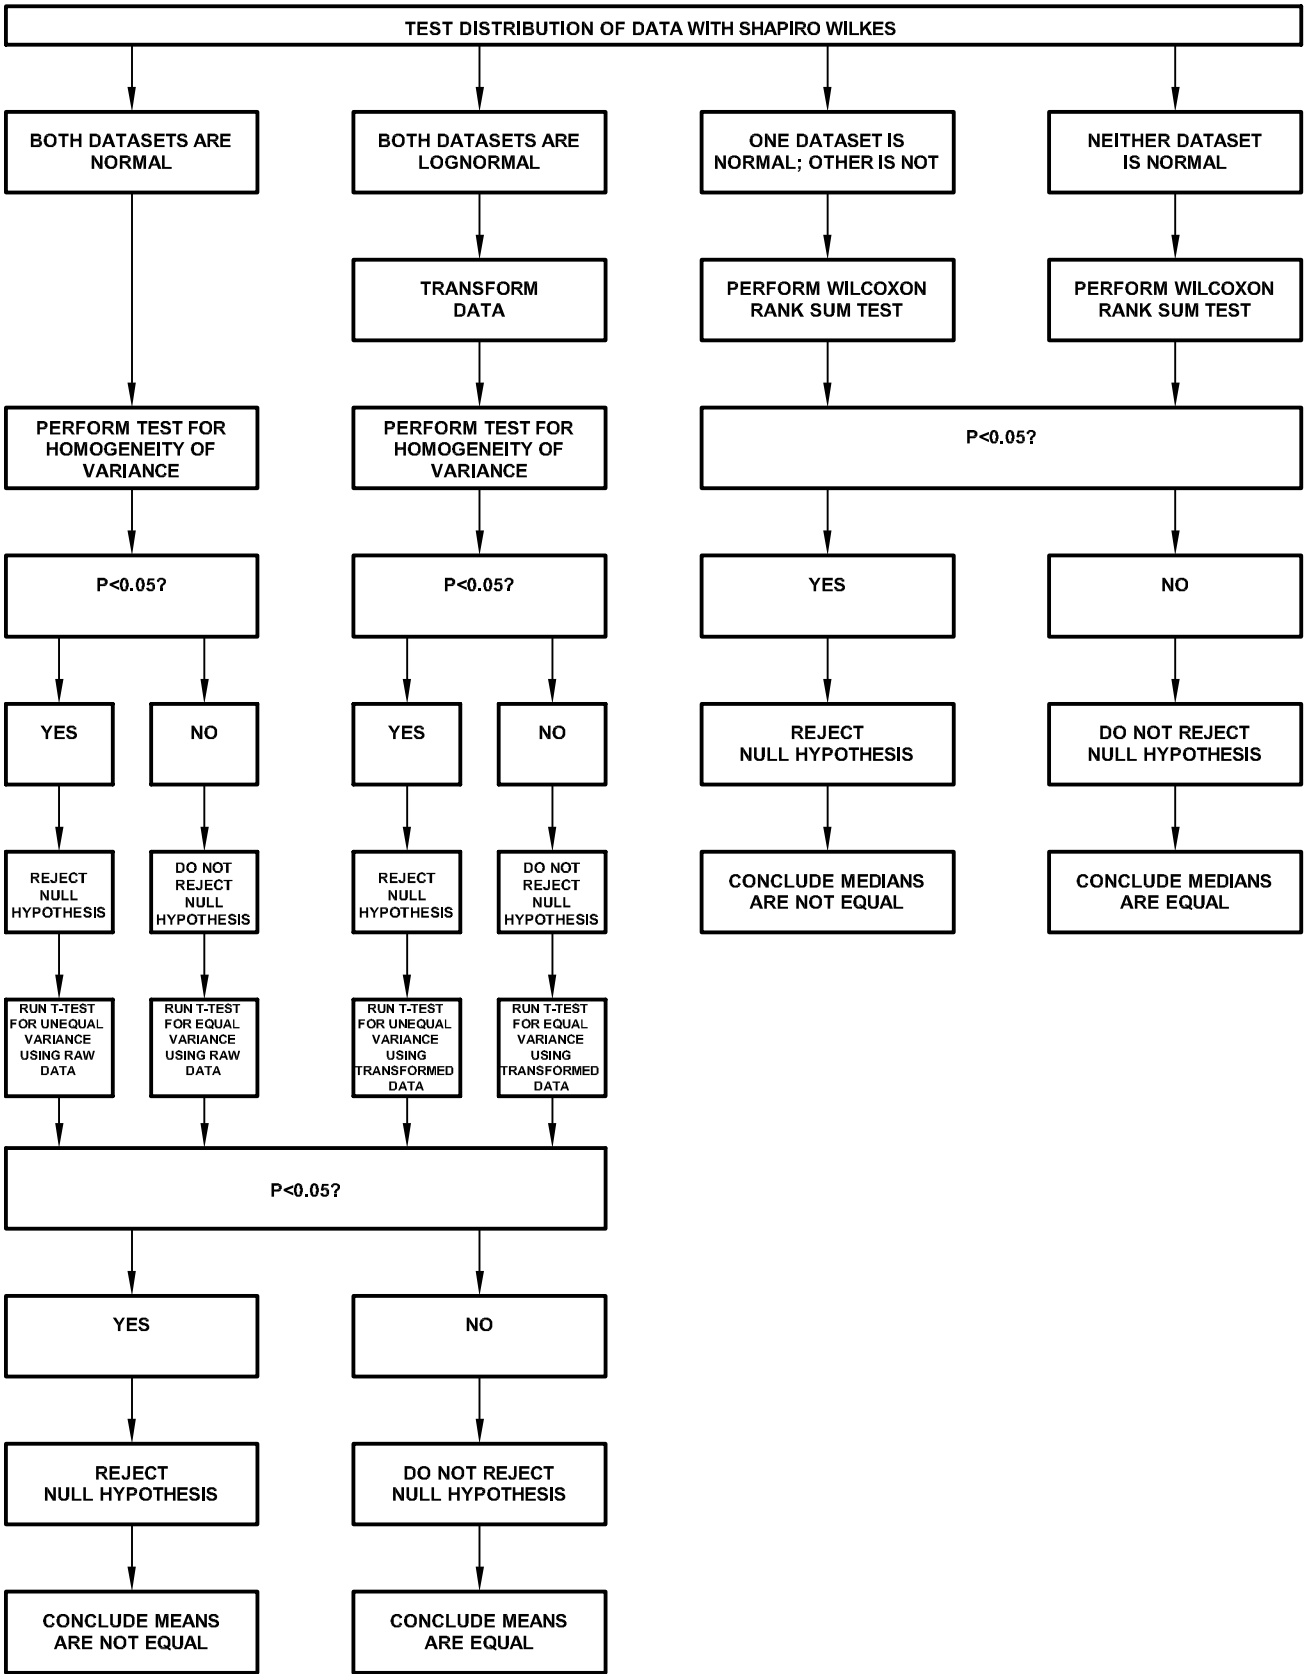 TEST DISTRIBUTION OF DATA WITH SHAPIRO WILKES
BOTH DATASETS ARE
NORMAL
BOTH DATASETS ARE
LOGNORMAL
ONE DATASET IS
NORMAL; OTHER IS NOT
NEITHER DATASET
IS NORMAL
TRANSFORM
DATA
PERFORM WILCOXON
RANK SUM TEST
PERFORM WILCOXON
RANK SUM TEST
PERFORM TEST FOR
HOMOGENEITY OF
VARIANCE
PERFORM TEST FOR
HOMOGENEITY OF
VARIANCE
P<0.05?
P<0.05?
P<0.05?
YES
NO
YES
NO
YES
NO
REJECT
NULL HYPOTHESIS
DO NOT REJECT
NULL HYPOTHESIS
REJECT
NULL
HYPOTHESIS
DO NOT
REJECT
NULL
HYPOTHESIS
REJECT
NULL
HYPOTHESIS
DO NOT
REJECT
NULL
HYPOTHESIS
CONCLUDE MEDIANS
ARE NOT EQUAL
CONCLUDE MEDIANS
ARE EQUAL
RUN T-TEST
FOR UNEQUAL
VARIANCE
USING RAW
DATA
RUN T-TEST
FOR EQUAL
VARIANCE
USING RAW
DATA
RUN T-TEST
FOR UNEQUAL
VARIANCE
USING
TRANSFORMED
DATA
RUN T-TEST
FOR EQUAL
VARIANCE
USING
TRANSFORMED
DATA
P<0.05?
YES
NO
REJECT
NULL HYPOTHESIS
DO NOT REJECT
NULL HYPOTHESIS
CONCLUDE MEANS
ARE NOT EQUAL
CONCLUDE MEANS
ARE EQUAL